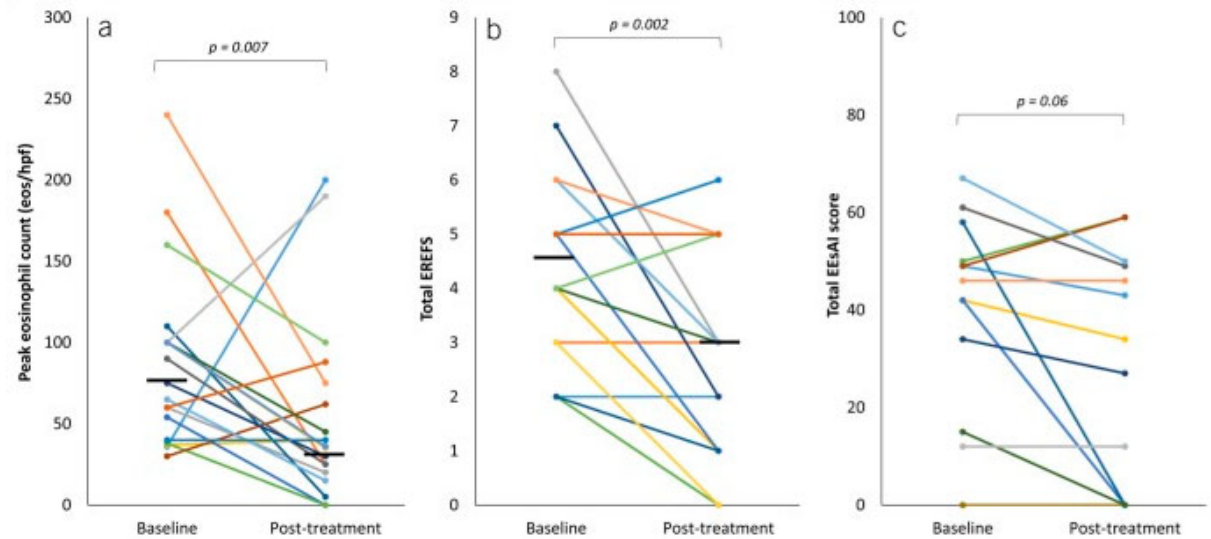 a
p = 0.007
Peak eosinophil count (eos/hpf)
300
250
200
150
100
50
0
Baseline Post-treatment
b
p = 0.002
Total EREFS
9
8
7
6
5
4
3
2
1
0
Baseline Post-treatment
c
p = 0.06
Total EEsAI score
100
80
60
40
20
0
Baseline Post-treatment